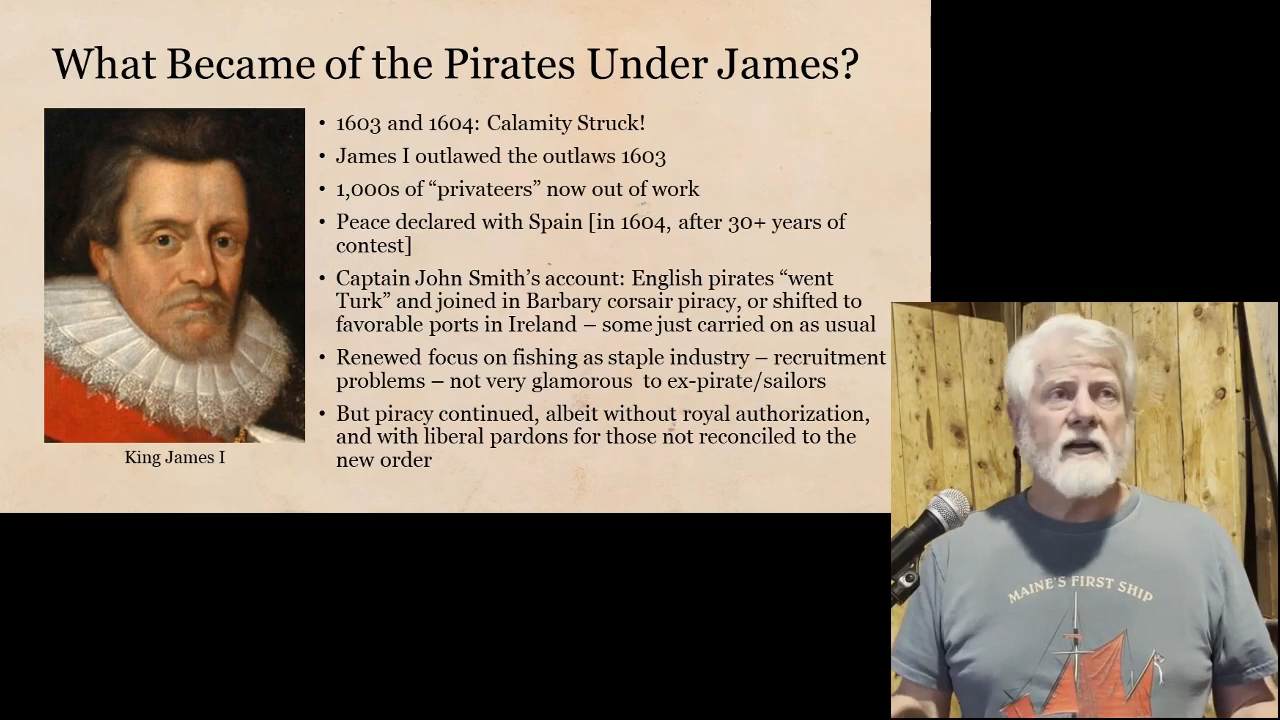 What Became of the Pirates Under James?
• 1603 and 1604: Calamity Struck!
• James I outlawed the outlaws 1603
• 1,000s of “privateers” now out of work
• Peace declared with Spain [in 1604, after 30+ years of
contest]
• Captain John Smith’s account: English pirates “went
Turk” and joined in Barbary corsair piracy, or shifted to
favorable ports in Ireland – some just carried on as usual
• Renewed focus on fishing as staple industry – recruitment
problems – not very glamorous  to ex-pirate/sailors
• But piracy continued, albeit without royal authorization,
and with liberal pardons for those not reconciled to the
new order
King James I
MAINE'S FIRST SHIP